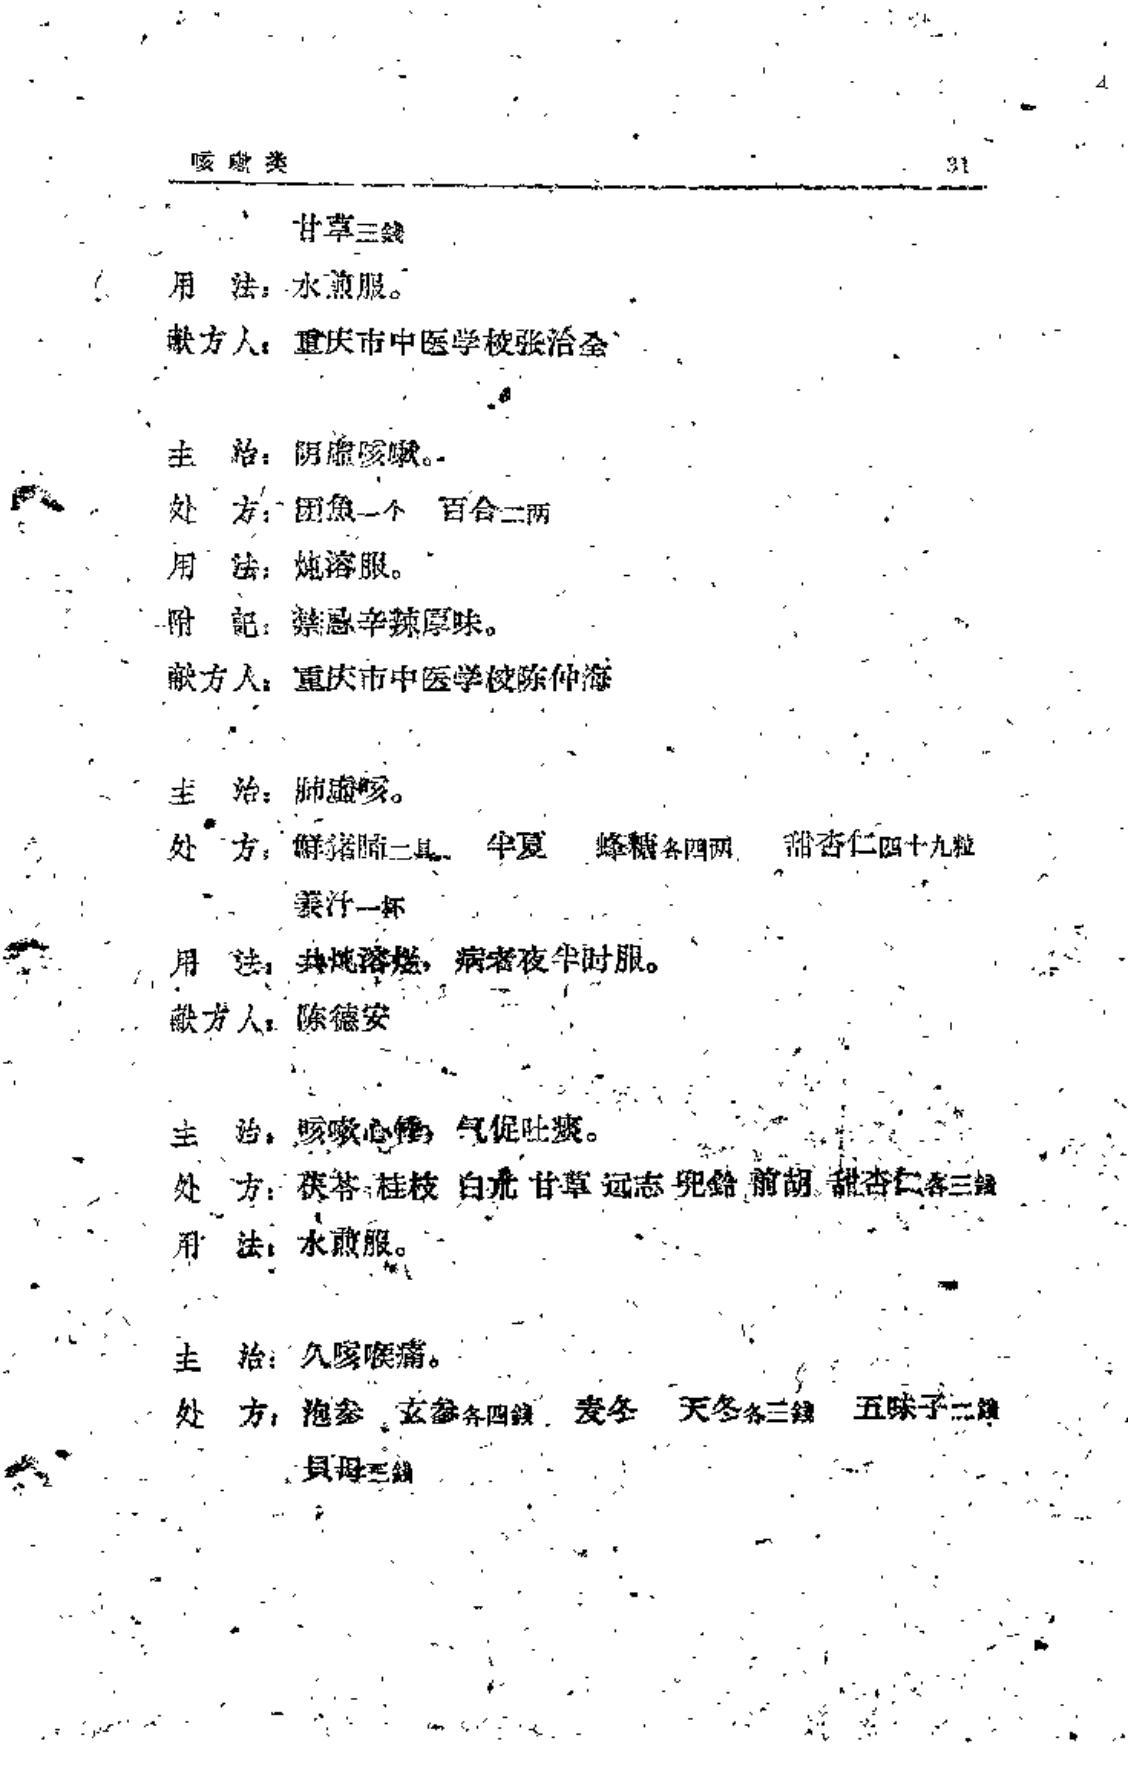 咳嗽类 31
甘草三錢
用 法：水煎服。
献方人：重庆市中医学校张治全
主 治：阴虚咳嗽。
处 方：团魚一个 百合二两
用 法：炖溶服。
附 記：禁忌辛辣厚味。
献方人：重庆市中医学校陈仲海
主 治：肺虚咳。
处 方：鲜猪肺一具 半夏 蜂糖各四两 甜杏仁四十九粒
姜汁一杯
用 法：共炖溶，病者夜半时服。
献方人：陈德安
主 治：咳嗽心悸，气促吐痰。
处 方：茯苓 桂枝 白朮 甘草 远志 兜鈴 前胡 甜杏仁各三錢
用 法：水煎服。
主 治：久咳喉痛。
处 方：泡参 玄参各四錢 麦冬 天冬各三錢 五味子二錢
貝母三錢